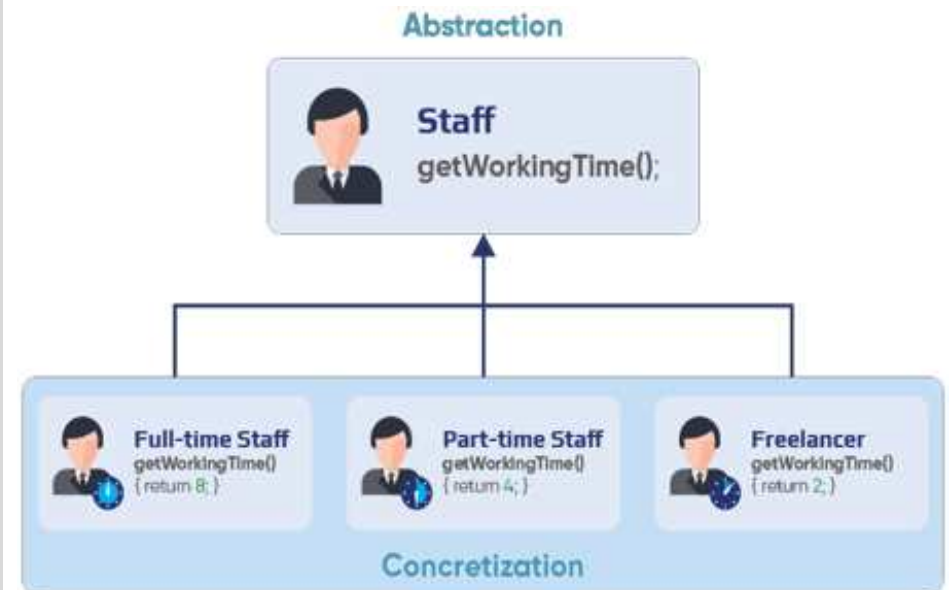 Abstraction
Staff
getWorkingTime();
Full-time Staff
getWorkingTime()
{ return 8; }
Part-time Staff
getWorkingTime()
{ return 4; }
Freelancer
getWorkingTime()
{ return 2; }
Concretization